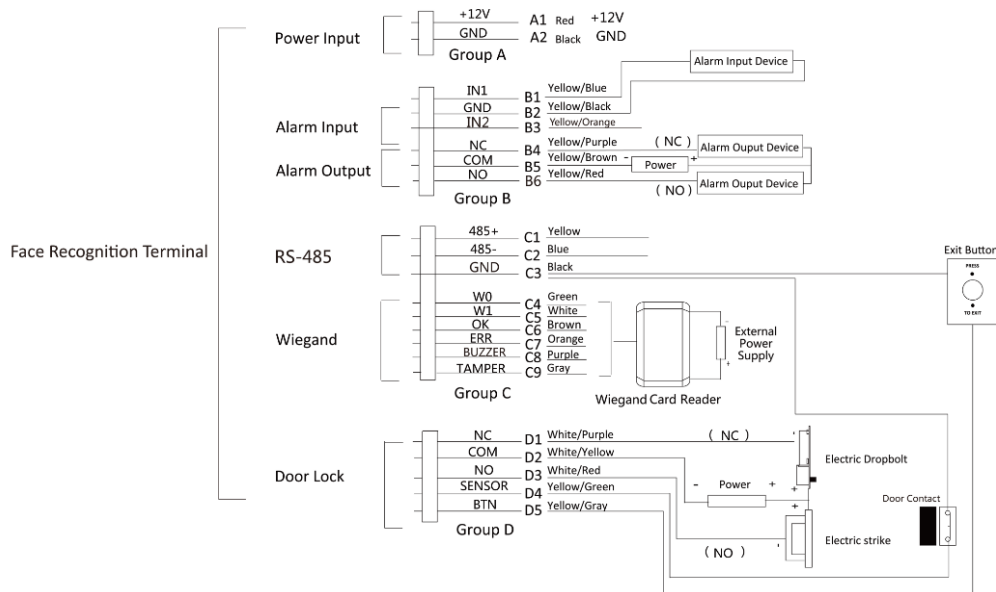 Face Recognition Terminal
Power Input
+12V A1 Red +12V
GND A2 Black GND
Group A
Alarm Input
Alarm Output
IN1 B1 Yellow/Blue
GND B2 Yellow/Black
IN2 B3 Yellow/Orange
NC B4 Yellow/Purple ( NC )
COM B5 Yellow/Brown - Power +
NO B6 Yellow/Red ( NO )
Group B
Alarm Input Device
Alarm Ouput Device
Alarm Ouput Device
RS-485
485+ C1 Yellow
485- C2 Blue
GND C3 Black
Wiegand
W0 C4 Green
W1 C5 White
OK C6 Brown
ERR C7 Orange
BUZZER C8 Purple
TAMPER C9 Gray
Group C
Wiegand Card Reader
-
External
Power
Supply
+
Exit Button
PRESS
TO EXIT
Door Lock
NC D1 White/Purple ( NC ) -
COM D2 White/Yellow - Power + +
NO D3 White/Red ( NO ) + -
SENSOR D4 Yellow/Green
BTN D5 Yellow/Gray
Group D
Electric Dropbolt
Door Contact
Electric strike